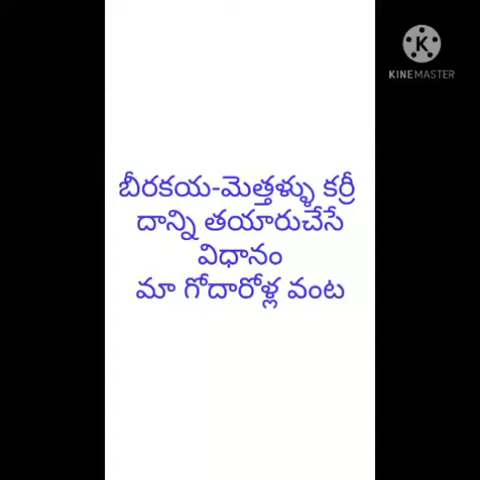 KINEMASTER
బీరకయ-మెత్తళ్ళు కర్రీ
దాన్ని తయారుచేసే
విధానం
మా గోదారోళ్ల వంట